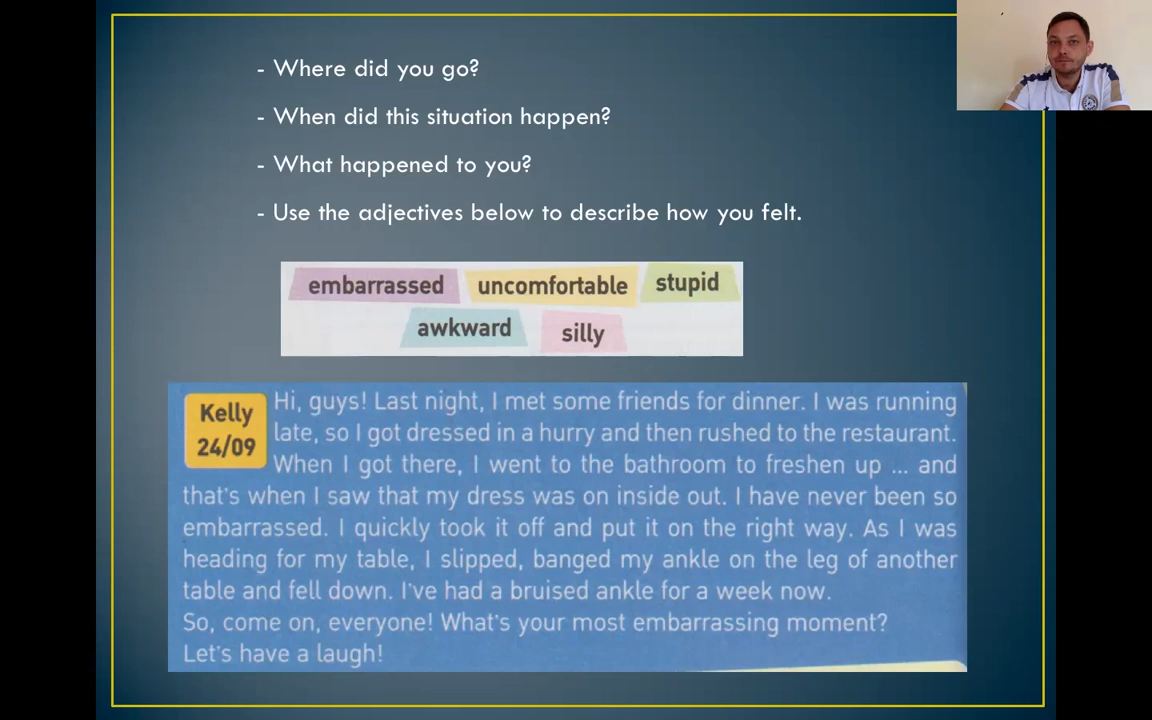 - Where did you go?
- When did this situation happen?
- What happened to you?
- Use the adjectives below to describe how you felt.
embarrassed uncomfortable stupid
awkward silly
Kelly
24/09
Hi, guys! Last night, I met some friends for dinner. I was running
late, so I got dressed in a hurry and then rushed to the restaurant.
When I got there, I went to the bathroom to freshen up ... and
that's when I saw that my dress was on inside out. I have never been so
embarrassed. I quickly took it off and put it on the right way. As I was
heading for my table, I slipped, banged my ankle on the leg of another
table and fell down. I've had a bruised ankle for a week now.
So, come on, everyone! What's your most embarrassing moment?
Let's have a laugh!